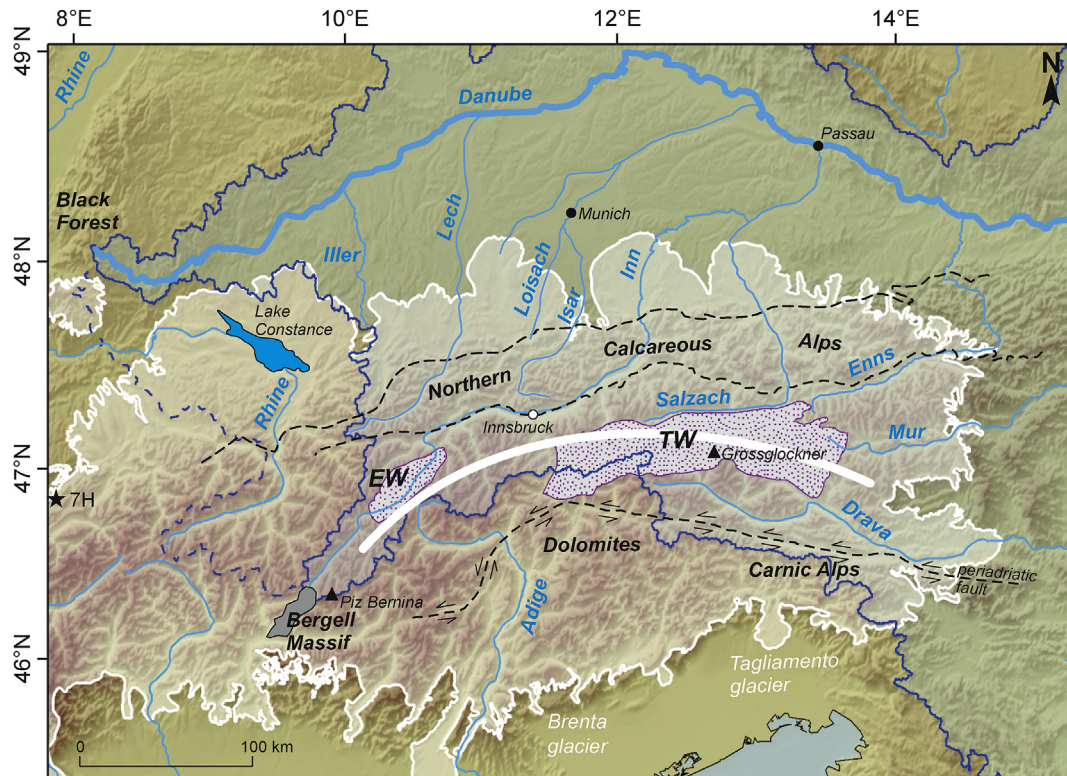 8°E
10°E
12°E
14°E
49°N
48°N
47°N
46°N
N
Rhine
Danube
Passau
Black
Forest
Munich
Lech
Iller
Loisach
Isar
Inn
Lake
Constance
Calcareous
Alps
Northern
Enns
Rhine
Salzach
Innsbruck
Mur
TW
Grossglockner
EW
7H
Drava
Dolomites
Carnic Alps
periadriatic
fault
Piz Bernina
Adige
Bergell
Massif
Tagliamento
glacier
Brenta
glacier
0
100 km